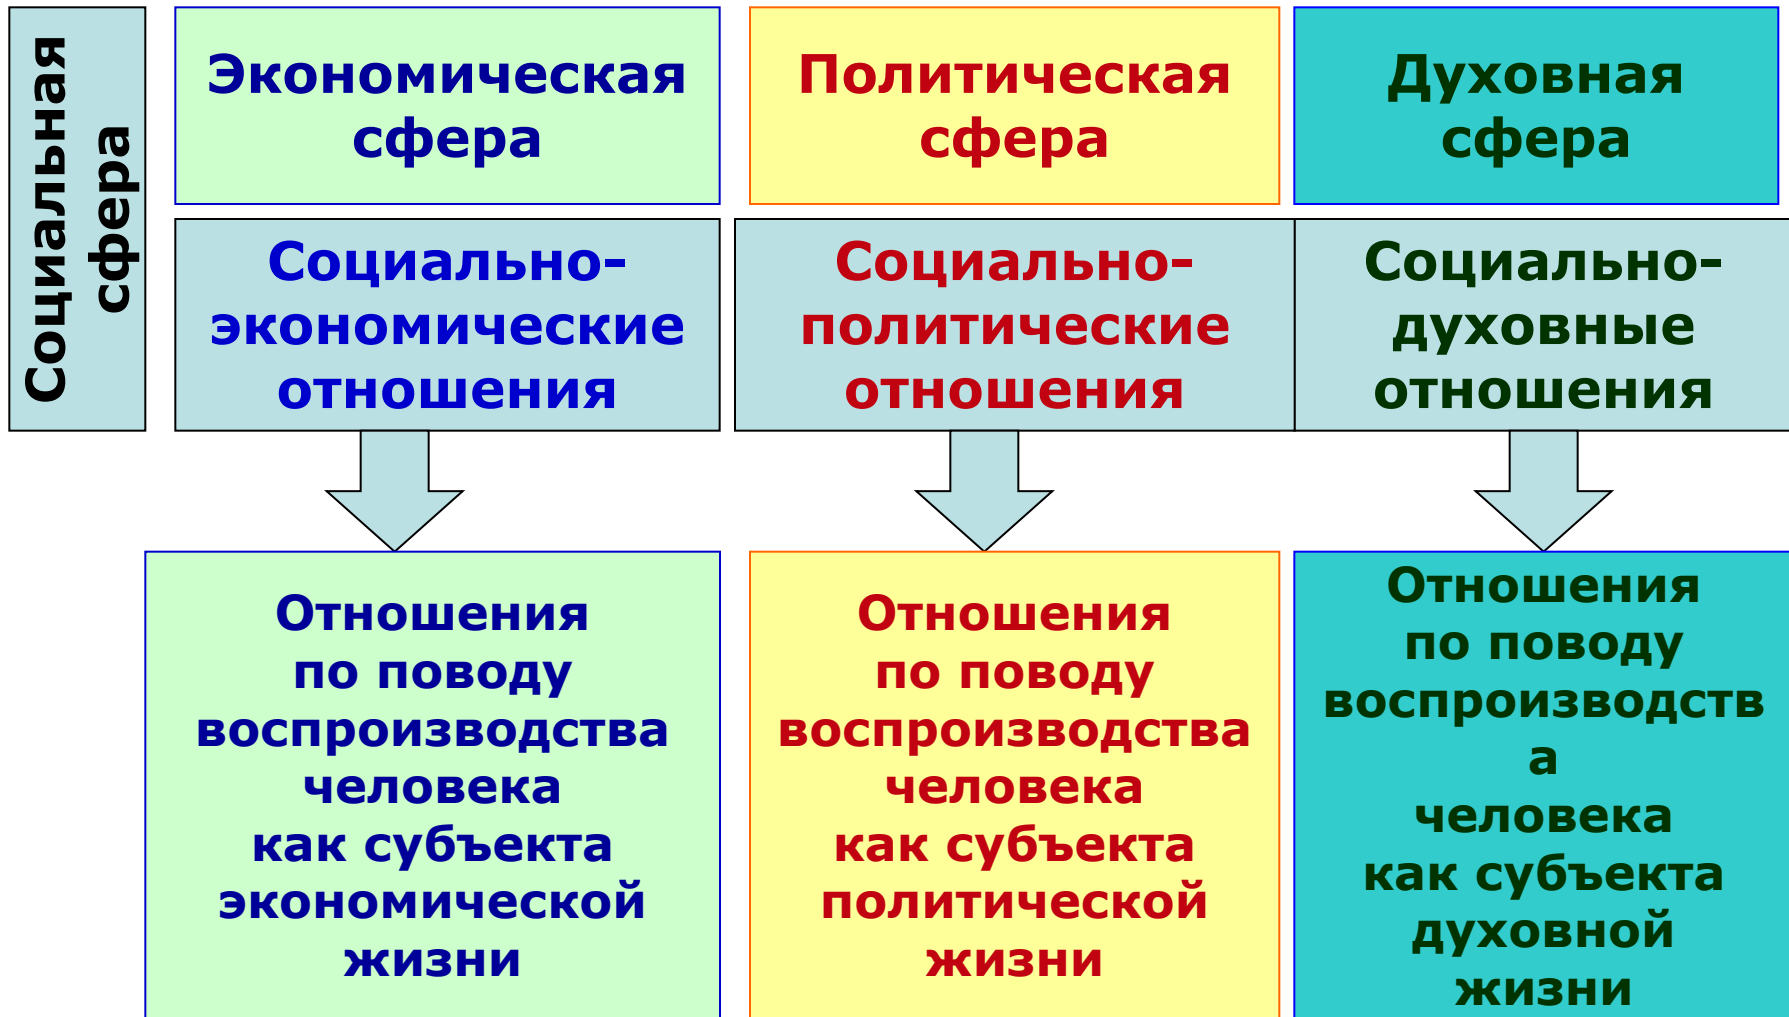 Социальная
сфера
Экономическая
сфера
Политическая
сфера
Духовная
сфера
Социально-
экономические
отношения
Социально-
политические
отношения
Социально-
духовные
отношения
Отношения
по поводу
воспроизводства
человека
как субъекта
экономической
жизни
Отношения
по поводу
воспроизводства
человека
как субъекта
политической
жизни
Отношения
по поводу
воспроизводств
а
человека
как субъекта
духовной
жизни